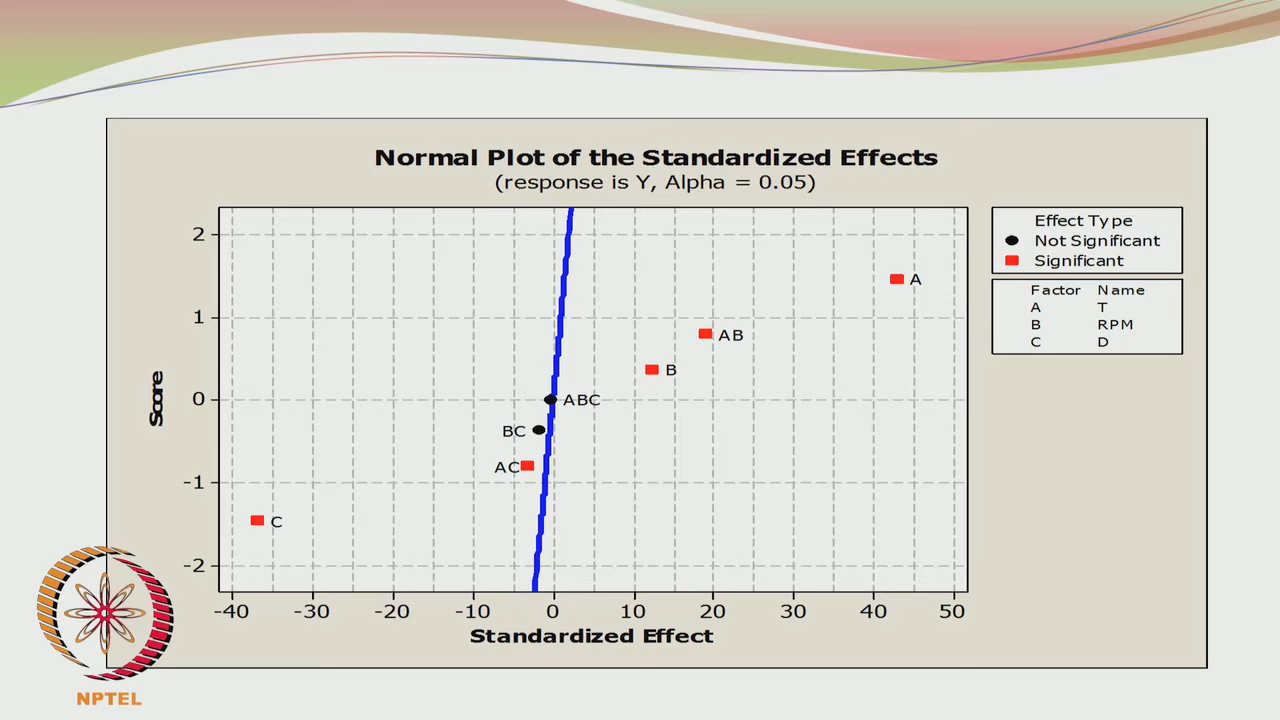 Normal Plot of the Standardized Effects
(response is Y, Alpha = 0.05)
Effect Type
Not Significant
Significant
Factor Name
A T
B RPM
C D
Score
2
1
0
-1
-2
A
AB
B
ABC
BC
AC
C
-40 -30 -20 -10 0 10 20 30 40 50
Standardized Effect
NPTEL